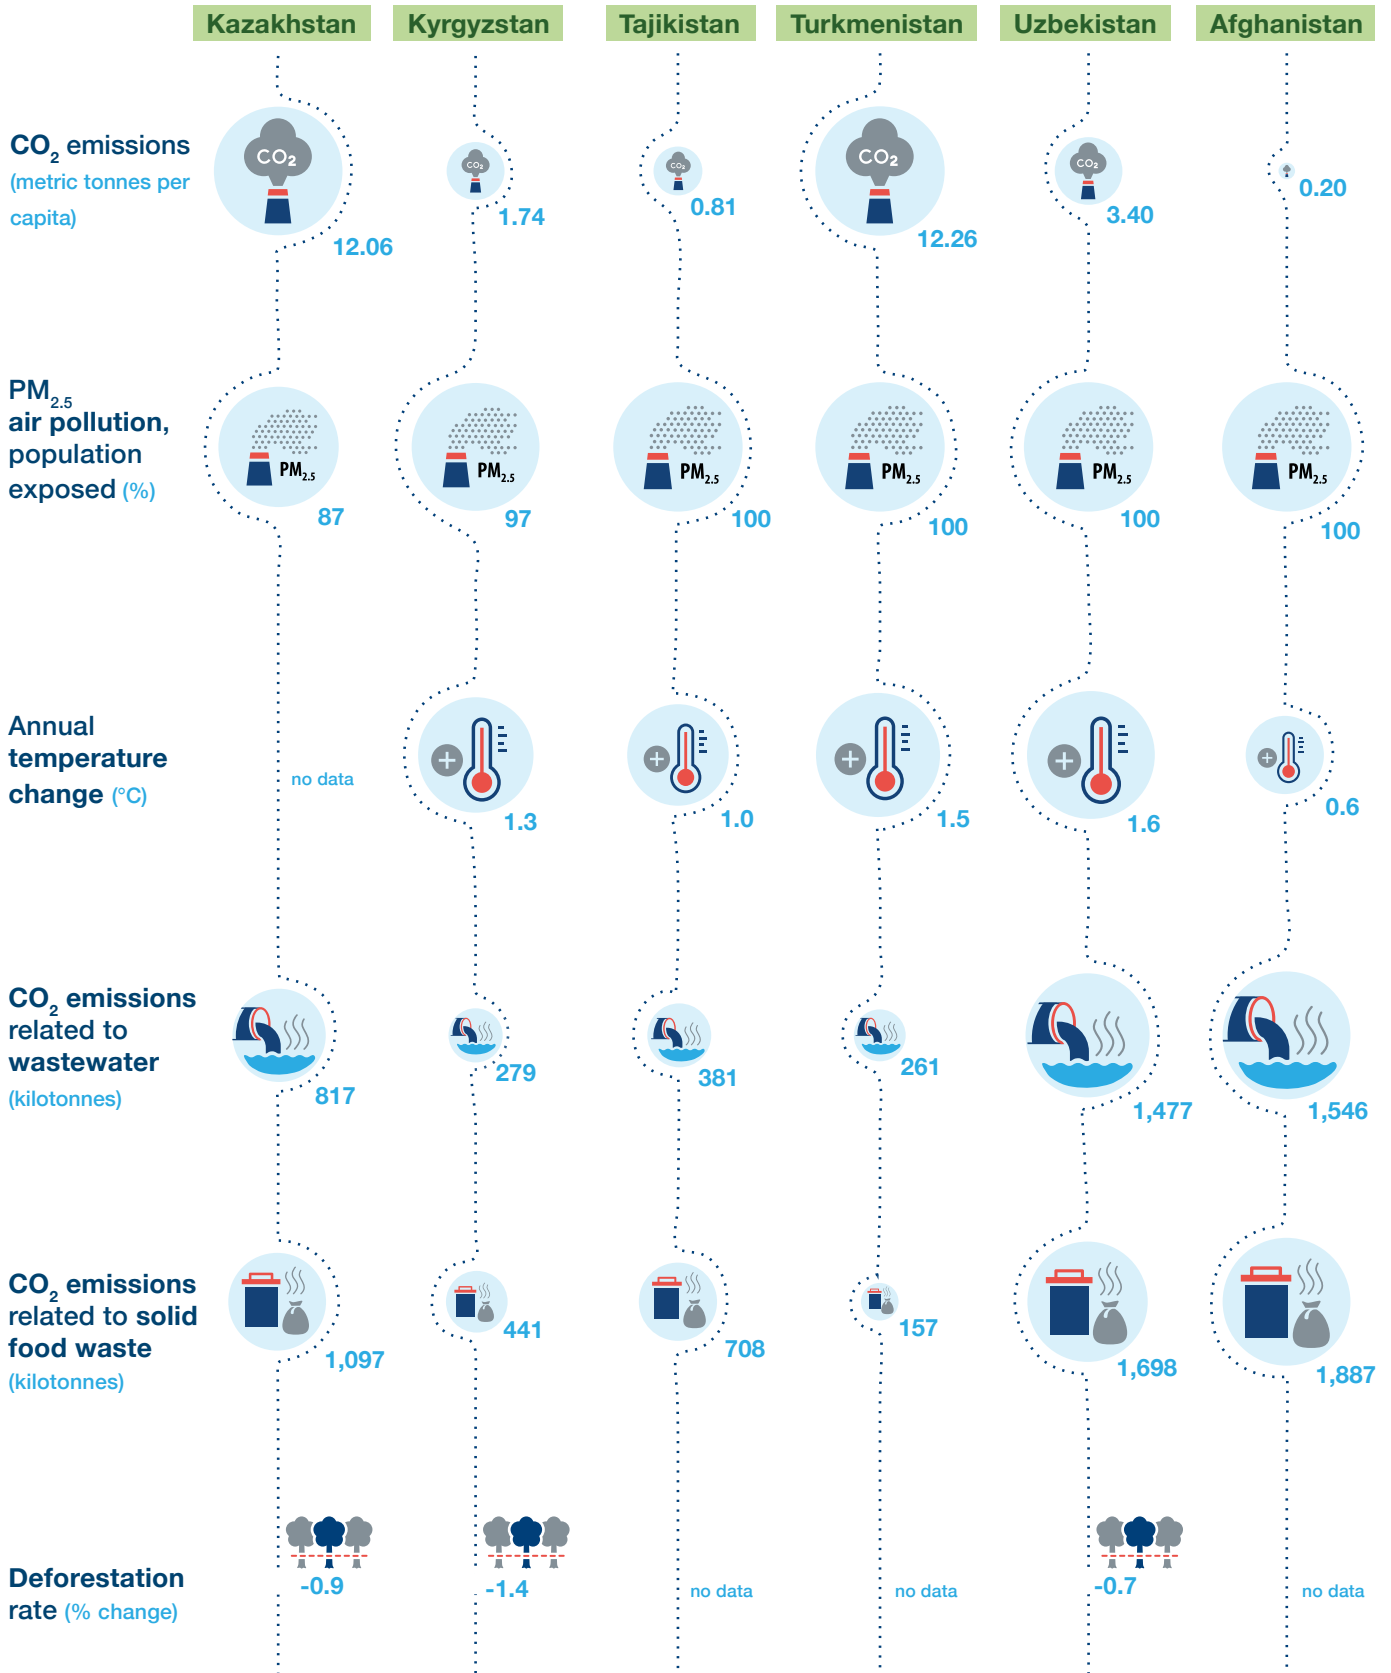 Kazakhstan Kyrgyzstan Tajikistan Turkmenistan Uzbekistan Afghanistan
CO₂ emissions
(metric tonnes per
capita)
CO₂ CO₂ CO₂ CO₂ CO₂
12.06 1.74 0.81 12.26 3.40 0.20
PM₂.₅
air pollution,
population
exposed (%)
PM₂.₅ PM₂.₅ PM₂.₅ PM₂.₅ PM₂.₅ PM₂.₅
87 97 100 100 100 100
Annual
temperature
change (°C)
no data 1.3 1.0 1.5 1.6 0.6
CO₂ emissions
related to
wastewater
(kilotonnes)
817 279 381 261 1,477 1,546
CO₂ emissions
related to solid
food waste
(kilotonnes)
1,097 441 708 157 1,698 1,887
Deforestation
rate (% change)
-0.9 -1.4 no data no data -0.7 no data